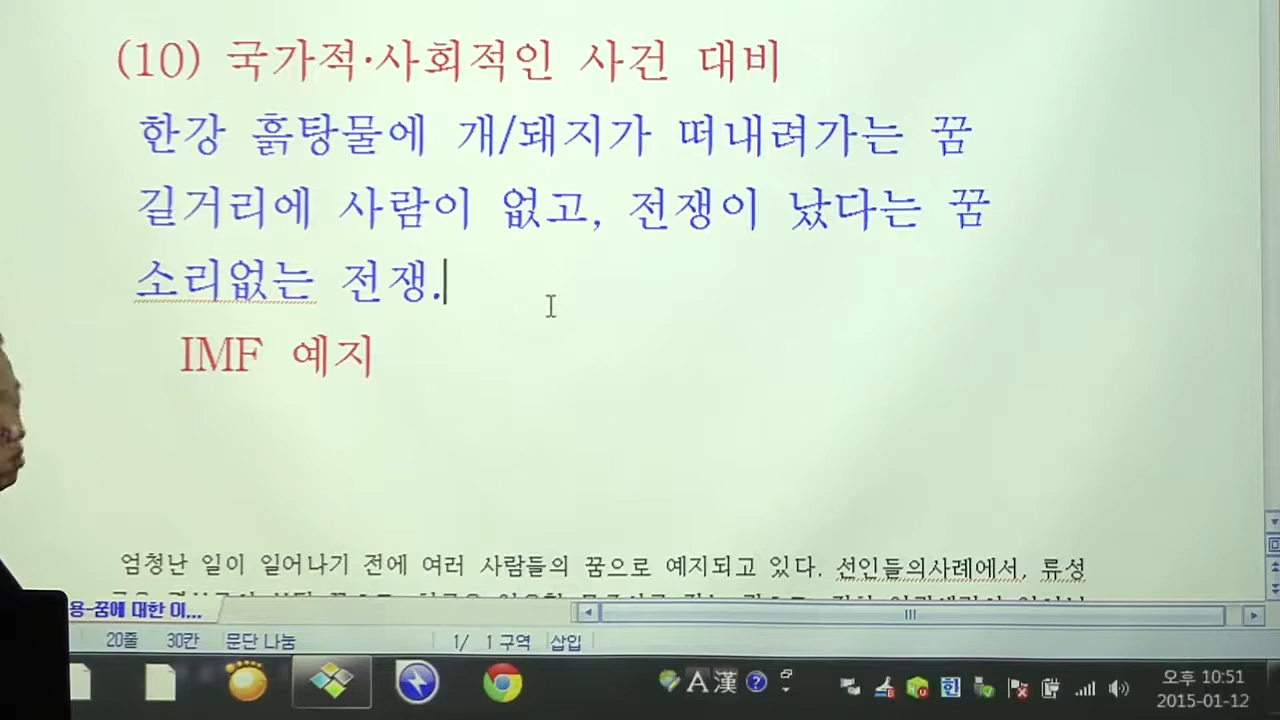 (10) 국가적·사회적인 사건 대비
한강 흙탕물에 개/돼지가 떠내려가는 꿈
길거리에 사람이 없고, 전쟁이 났다는 꿈
소리없는 전쟁.
IMF 예지
엄청난 일이 일어나기 전에 여러 사람들의 꿈으로 예지되고 있다. 선인들의사례에서, 류성
용-꿈에 대한 이...
20줄 30칸 문단 나눔 1/ 1 구역 삽입
A 漢 한 오후 10:51
2015-01-12